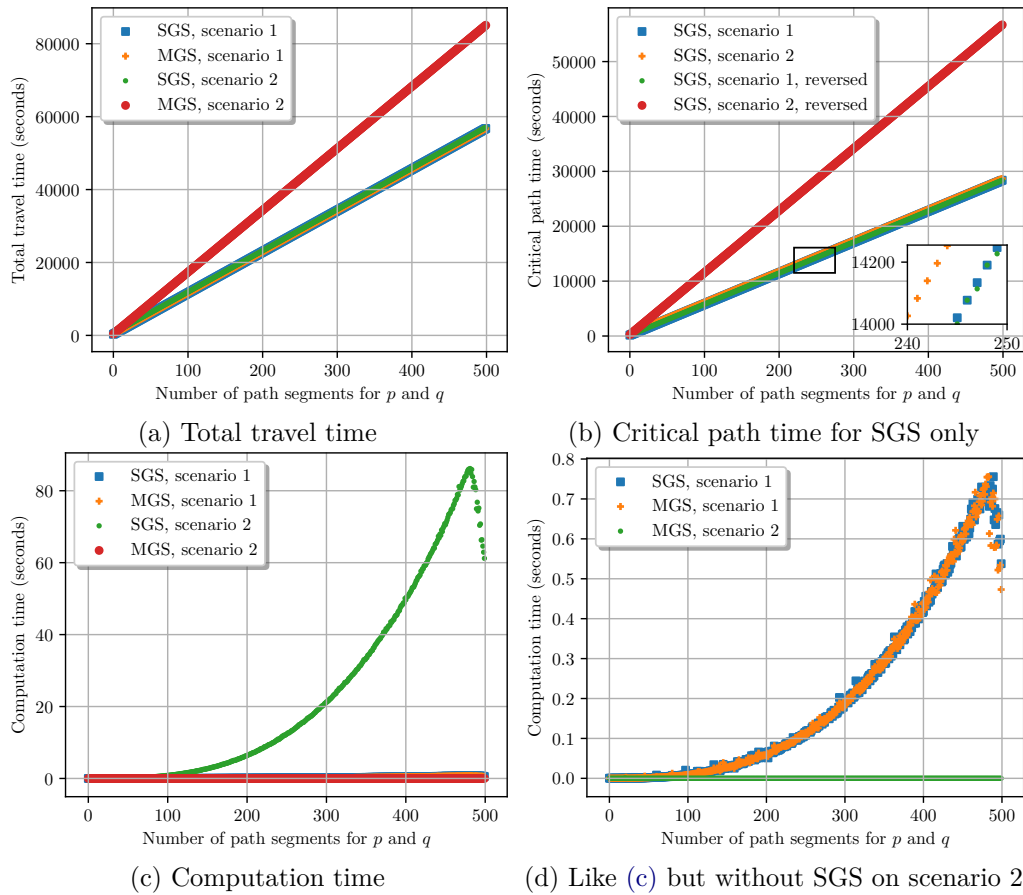 SGS, scenario 1
MGS, scenario 1
SGS, scenario 2
MGS, scenario 2
Total travel time (seconds)
80000
60000
40000
20000
0
0 100 200 300 400 500
Number of path segments for p and q
(a) Total travel time
SGS, scenario 1
SGS, scenario 2
SGS, scenario 1, reversed
SGS, scenario 2, reversed
Critical path time (seconds)
50000
40000
30000
20000
10000
0
14200
14000
240 250
0 100 200 300 400 500
Number of path segments for p and q
(b) Critical path time for SGS only
SGS, scenario 1
MGS, scenario 1
SGS, scenario 2
MGS, scenario 2
Computation time (seconds)
80
60
40
20
0
0 100 200 300 400 500
Number of path segments for p and q
(c) Computation time
SGS, scenario 1
MGS, scenario 1
MGS, scenario 2
Computation time (seconds)
0.8
0.7
0.6
0.5
0.4
0.3
0.2
0.1
0.0
0 100 200 300 400 500
Number of path segments for p and q
(d) Like (c) but without SGS on scenario 2